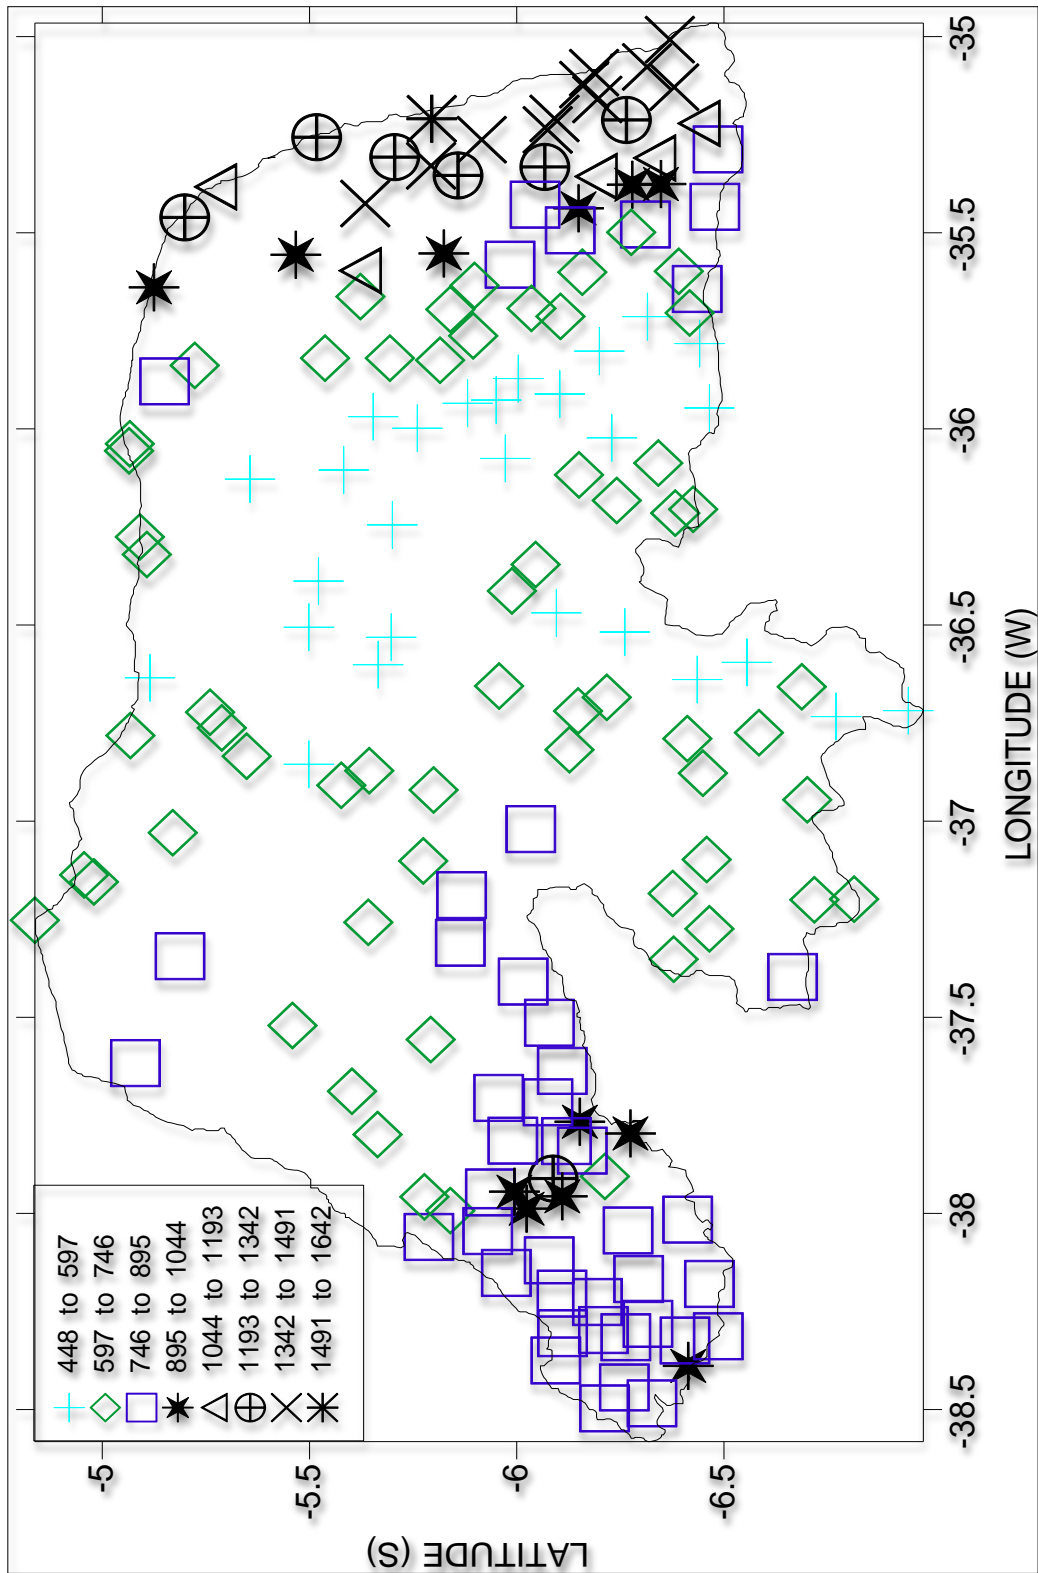 448 to 597
597 to 746
746 to 895
895 to 1044
1044 to 1193
1193 to 1342
1342 to 1491
1491 to 1642
LATITUDE (S)
-5
-5.5
-6
-6.5
-38.5
-38
-37.5
-37
-36.5
-36
-35.5
-35
LONGITUDE (W)